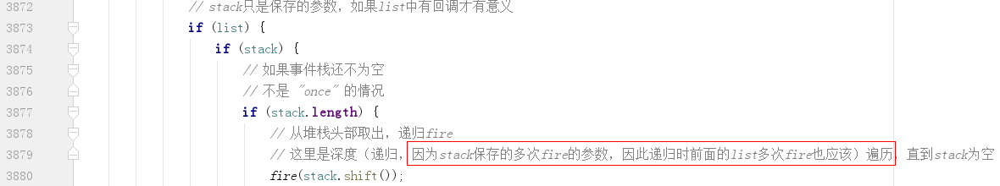 3872 // stack只是保存的参数，如果list中有回调才有意义
3873 if (list) {
3874 if (stack) {
3875 // 如果事件栈还不为空
3876 // 不是 "once" 的情况
3877 if (stack.length) {
3878 // 从堆栈头部取出，递归fire
3879 // 这里是深度（递归，因为stack保存的多次fire的参数，因此递归时前面的list多次fire也应该）遍历，直到stack为空
3880 fire(stack.shift());